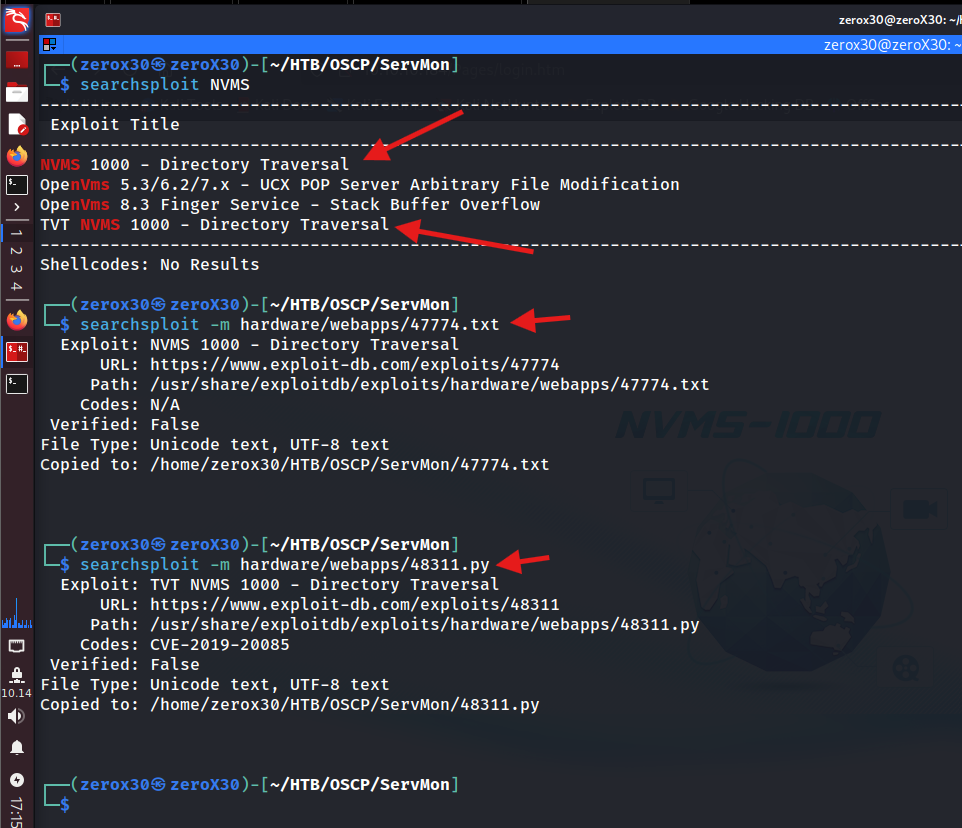 zerox30@zeroX30: ~/
zerox30@zeroX30: ~
┌──(zerox30㉿zeroX30)-[~/HTB/OSCP/ServMon]
└─$ searchsploit NVMS
Exploit Title
NVMS 1000 - Directory Traversal
OpenVms 5.3/6.2/7.x - UCX POP Server Arbitrary File Modification
OpenVms 8.3 Finger Service - Stack Buffer Overflow
TVT NVMS 1000 - Directory Traversal
Shellcodes: No Results
┌──(zerox30㉿zeroX30)-[~/HTB/OSCP/ServMon]
└─$ searchsploit -m hardware/webapps/47774.txt
Exploit: NVMS 1000 - Directory Traversal
URL: https://www.exploit-db.com/exploits/47774
Path: /usr/share/exploitdb/exploits/hardware/webapps/47774.txt
Codes: N/A
Verified: False
File Type: Unicode text, UTF-8 text
Copied to: /home/zerox30/HTB/OSCP/ServMon/47774.txt
┌──(zerox30㉿zeroX30)-[~/HTB/OSCP/ServMon]
└─$ searchsploit -m hardware/webapps/48311.py
Exploit: TVT NVMS 1000 - Directory Traversal
URL: https://www.exploit-db.com/exploits/48311
Path: /usr/share/exploitdb/exploits/hardware/webapps/48311.py
Codes: CVE-2019-20085
Verified: False
File Type: Unicode text, UTF-8 text
Copied to: /home/zerox30/HTB/OSCP/ServMon/48311.py
┌──(zerox30㉿zeroX30)-[~/HTB/OSCP/ServMon]
└─$
NVMS-1000
1
2
3
4
10.14
17:15